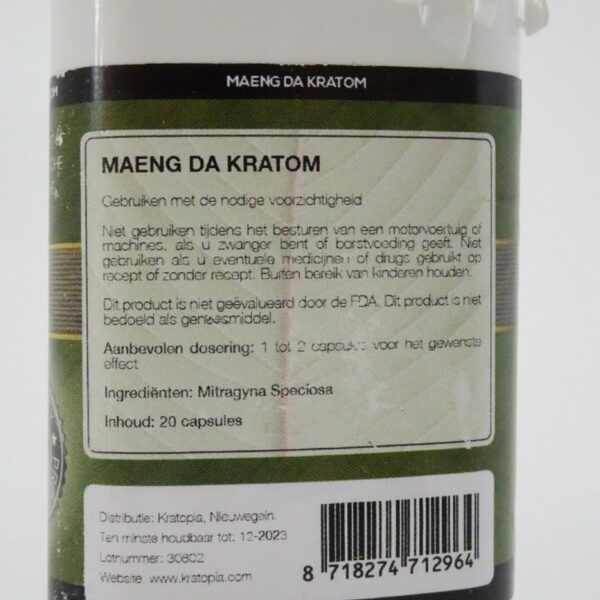 MAENG DA KRATOM
MAENG DA KRATOM
Gebruiken met de nodige voorzichtigheid
Niet gebruiken tijdens het besturen van een motorvoertuig of
machines, als u zwanger bent of borstvoeding geeft. Niet
gebruiken als u eventuele medicijnen of drugs gebruikt op
recept of zonder recept. Buiten bereik van kinderen houden.
Dit product is niet geëvalueerd door de FDA. Dit product is niet
bedoeld als geneesmiddel.
Aanbevolen dosering: 1 tot 2 capsules voor het gewenste
effect
Ingrediënten: Mitragyna Speciosa
Inhoud: 20 capsules
Distributie: Kratopia, Nieuwegein.
Ten minste houdbaar tot: 12-2023
Lotnummer: 30802
Website www.kratopia.com
8 718274 712964